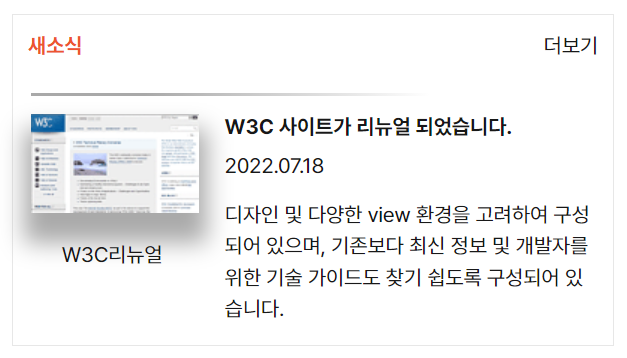 새소식
더보기
W3C
W3C 사이트가 리뉴얼 되었습니다.
2022.07.18
디자인 및 다양한 view 환경을 고려하여 구성
되어 있으며, 기존보다 최신 정보 및 개발자를
위한 기술 가이드도 찾기 쉽도록 구성되어 있
습니다.
W3C리뉴얼